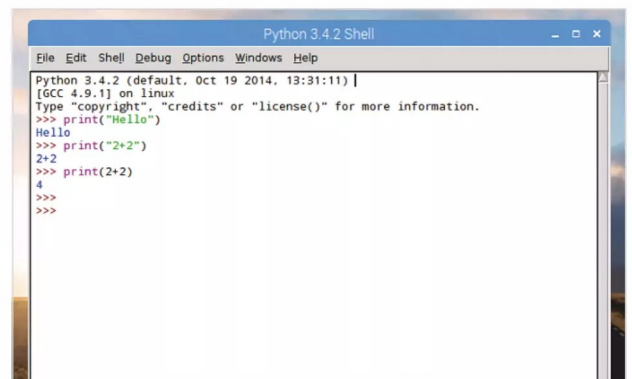 Python 3.4.2 Shell
File Edit Shell Debug Options Windows Help
Python 3.4.2 (default, Oct 19 2014, 13:31:11)
[GCC 4.9.1] on linux
Type "copyright", "credits" or "license()" for more information.
>>> print("Hello")
Hello
>>> print("2+2")
2+2
>>> print(2+2)
4
>>>
>>>